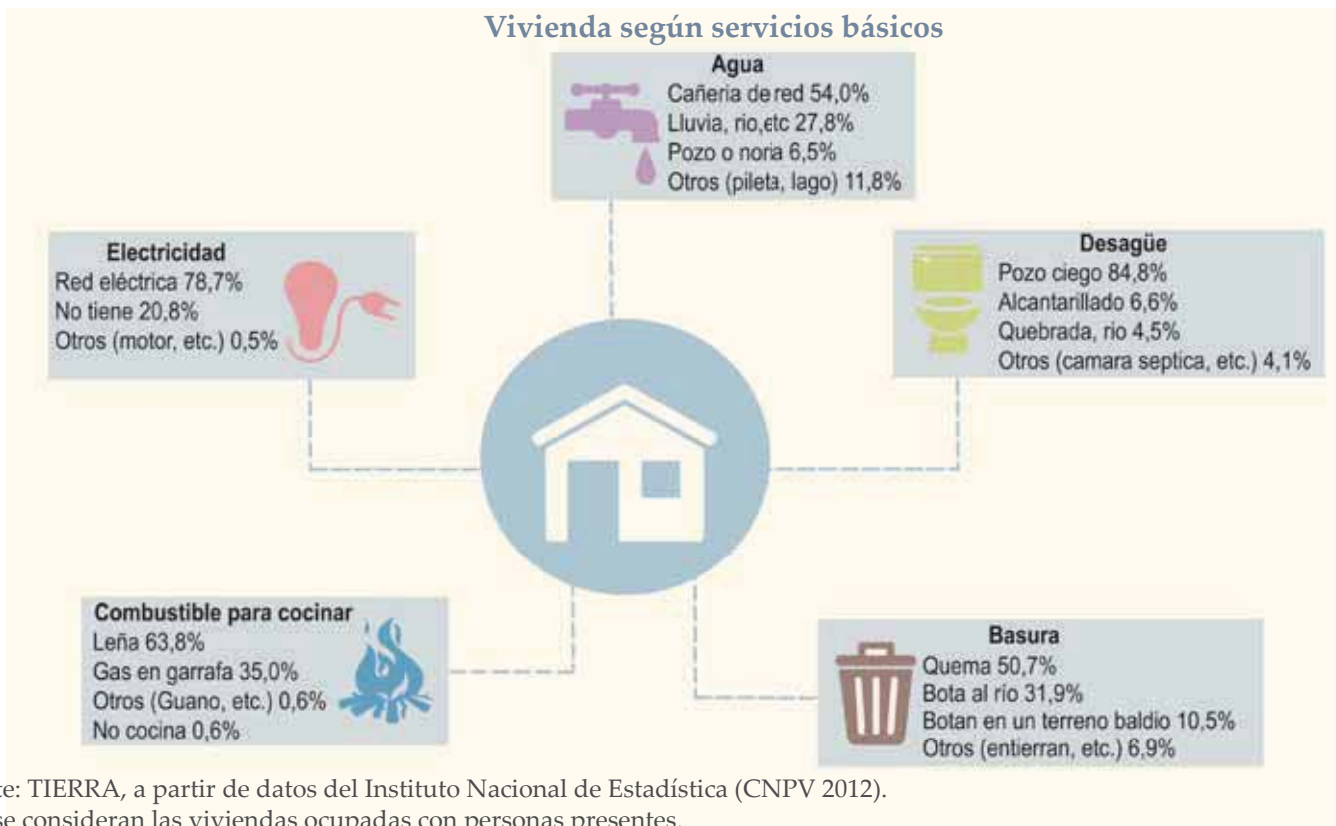 Vivienda según servicios básicos
Agua
Cañeria de red 54,0%
Lluvia, rio,etc 27,8%
Pozo o noria 6,5%
Otros (pileta, lago) 11,8%
Electricidad
Red eléctrica 78,7%
No tiene 20,8%
Otros (motor, etc.) 0,5%
Desagüe
Pozo ciego 84,8%
Alcantarillado 6,6%
Quebrada, rio 4,5%
Otros (camara septica, etc.) 4,1%
Combustible para cocinar
Leña 63,8%
Gas en garrafa 35,0%
Otros (Guano, etc.) 0,6%
No cocina 0,6%
Basura
Quema 50,7%
Bota al río 31,9%
Botan en un terreno baldio 10,5%
Otros (entierran, etc.) 6,9%
te: TIERRA, a partir de datos del Instituto Nacional de Estadística (CNPV 2012).
se consideran las viviendas ocupadas con personas presentes.